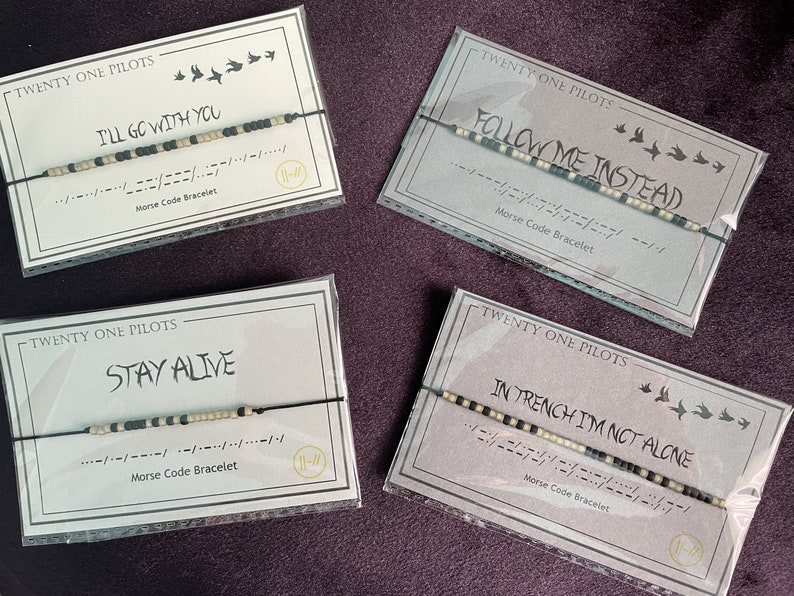 TWENTY ONE PILOTS
I'LL GO WITH YOU
Morse Code Bracelet
||-//
TWENTY ONE PILOTS
FOLLOW ME INSTEAD
Morse Code Bracelet
TWENTY ONE PILOTS
STAY ALIVE
Morse Code Bracelet
||-//
TWENTY ONE PILOTS
IN TRENCH I'M NOT ALONE
Morse Code Bracelet
||-//